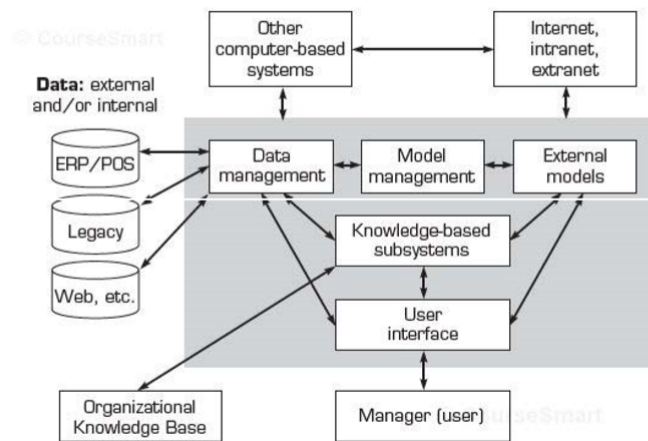 © CourseSmart
Other
computer-based
systems
Internet,
intranet,
extranet
Data: external
and/or internal
ERP/POS
Data
management
Model
management
External
models
Legacy
Knowledge-based
subsystems
Web, etc.
User
interface
Organizational
Knowledge Base
Manager (user)
CourseSmart